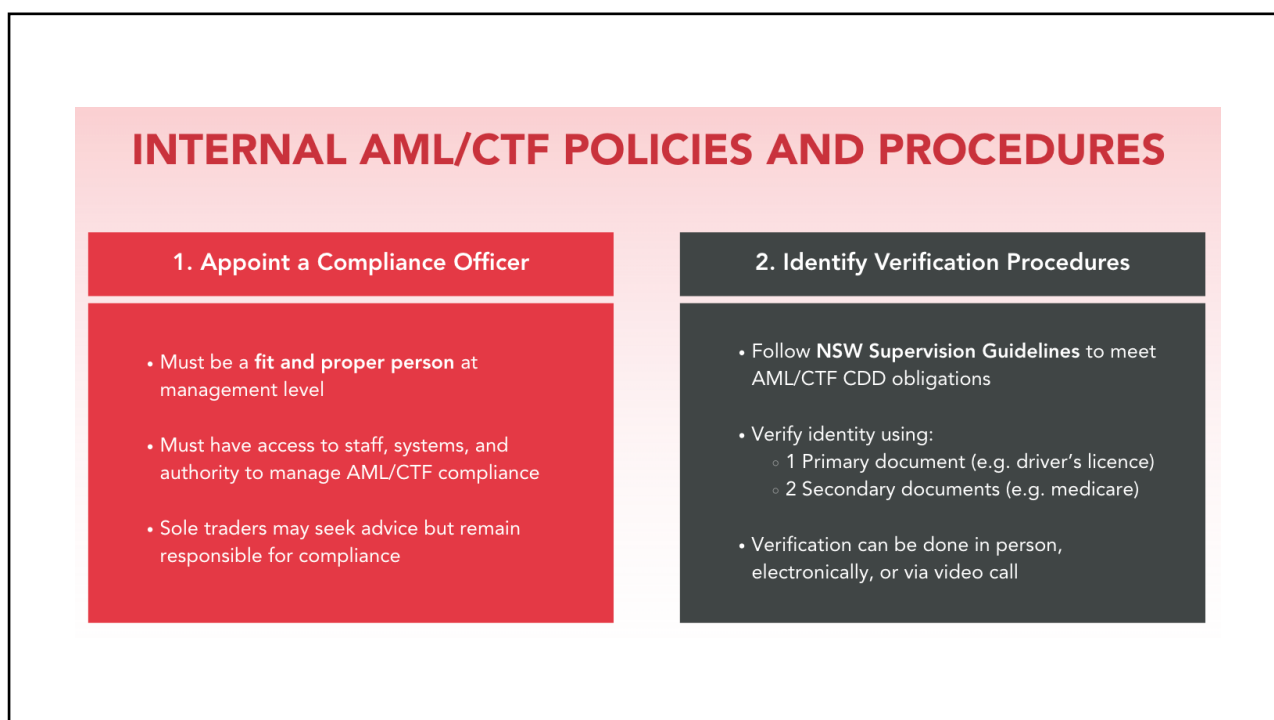 INTERNAL AML/CTF POLICIES AND PROCEDURES
1. Appoint a Compliance Officer
• Must be a fit and proper person at
management level
• Must have access to staff, systems, and
authority to manage AML/CTF compliance
• Sole traders may seek advice but remain
responsible for compliance
2. Identify Verification Procedures
• Follow NSW Supervision Guidelines to meet
AML/CTF CDD obligations
• Verify identity using:
◦ 1 Primary document (e.g. driver’s licence)
◦ 2 Secondary documents (e.g. medicare)
• Verification can be done in person,
electronically, or via video call